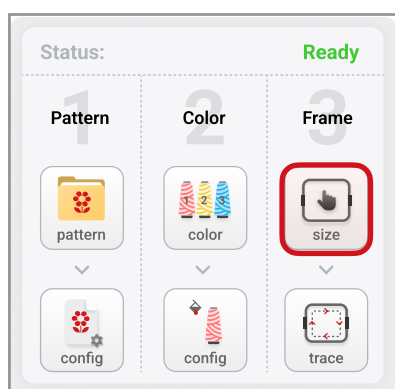 Status: Ready
1 2 3
Pattern Color Frame
1 2 3
pattern color size
config config trace